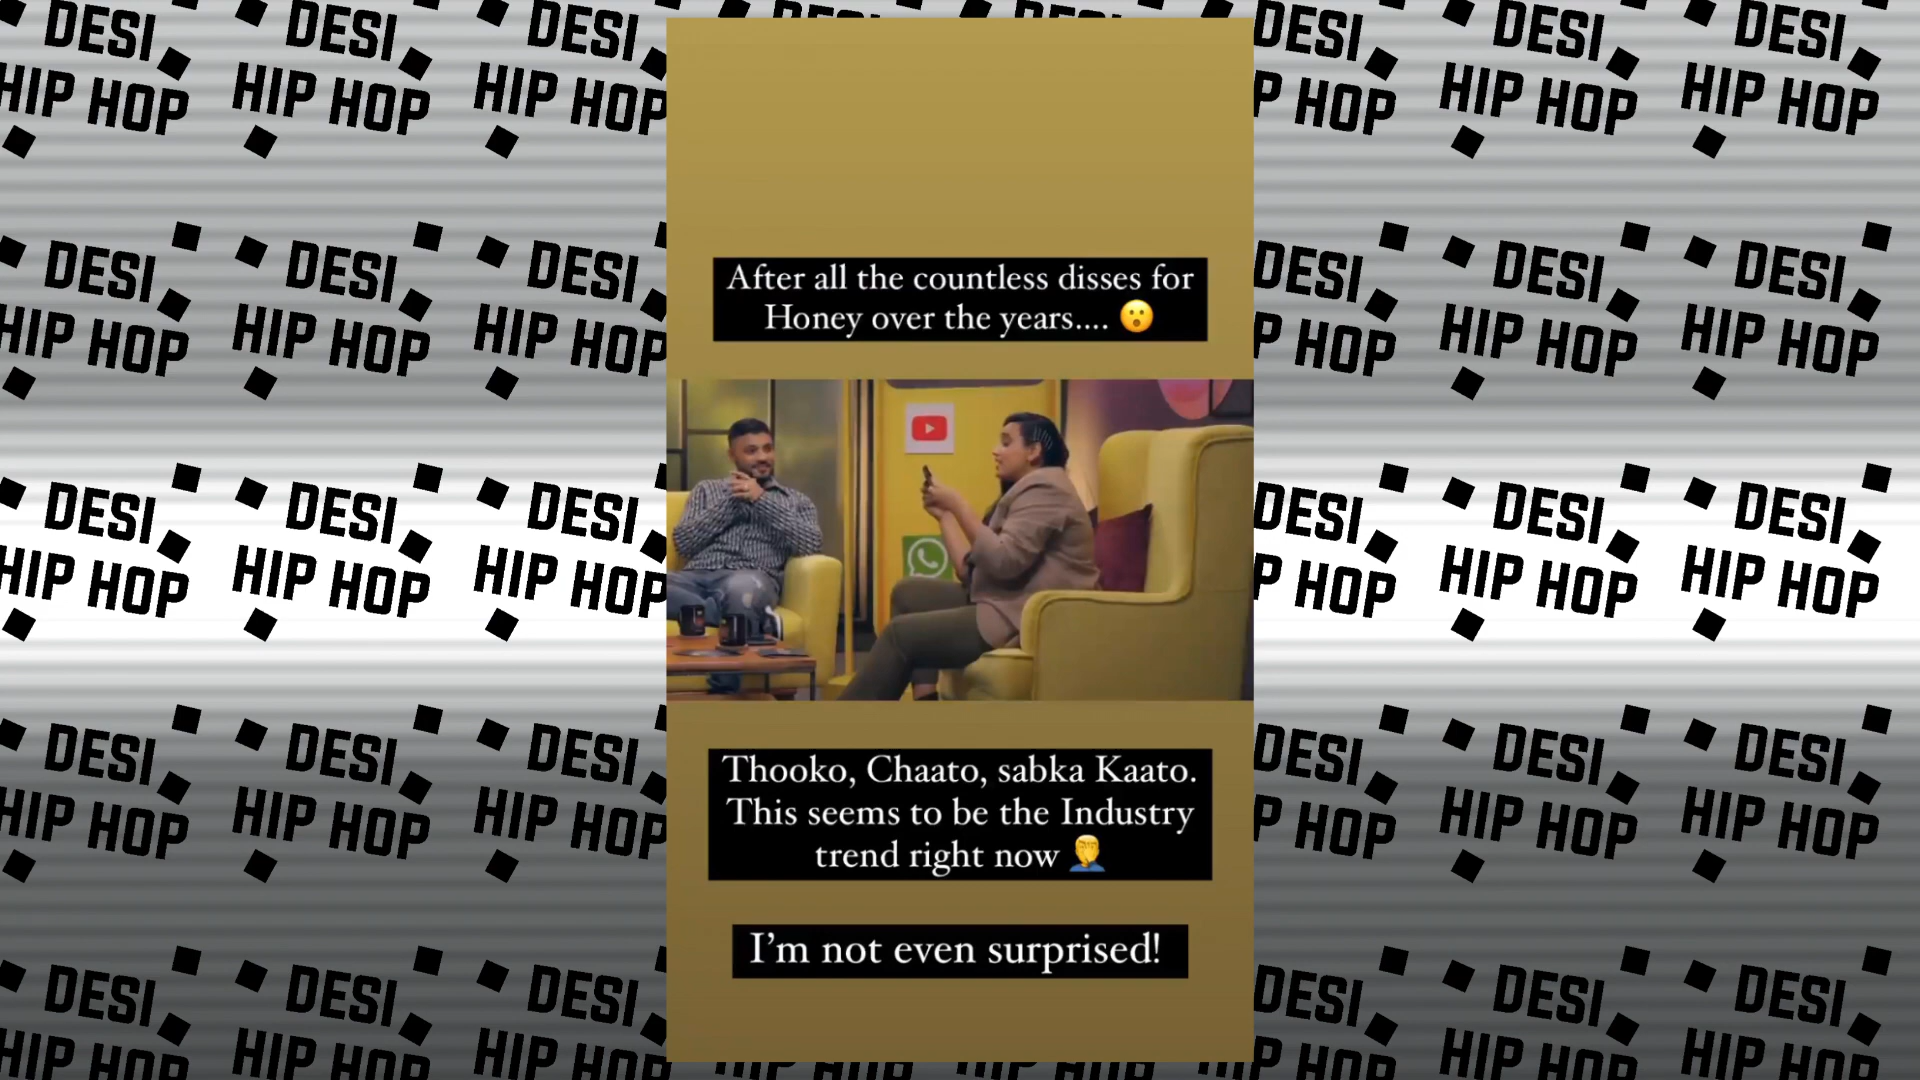 After all the countless disses for
Honey over the years.... 😮
Thooko, Chaato, sabka Kaato.
This seems to be the Industry
trend right now 🤦‍♂️
I'm not even surprised!
DESI
HIP HOP